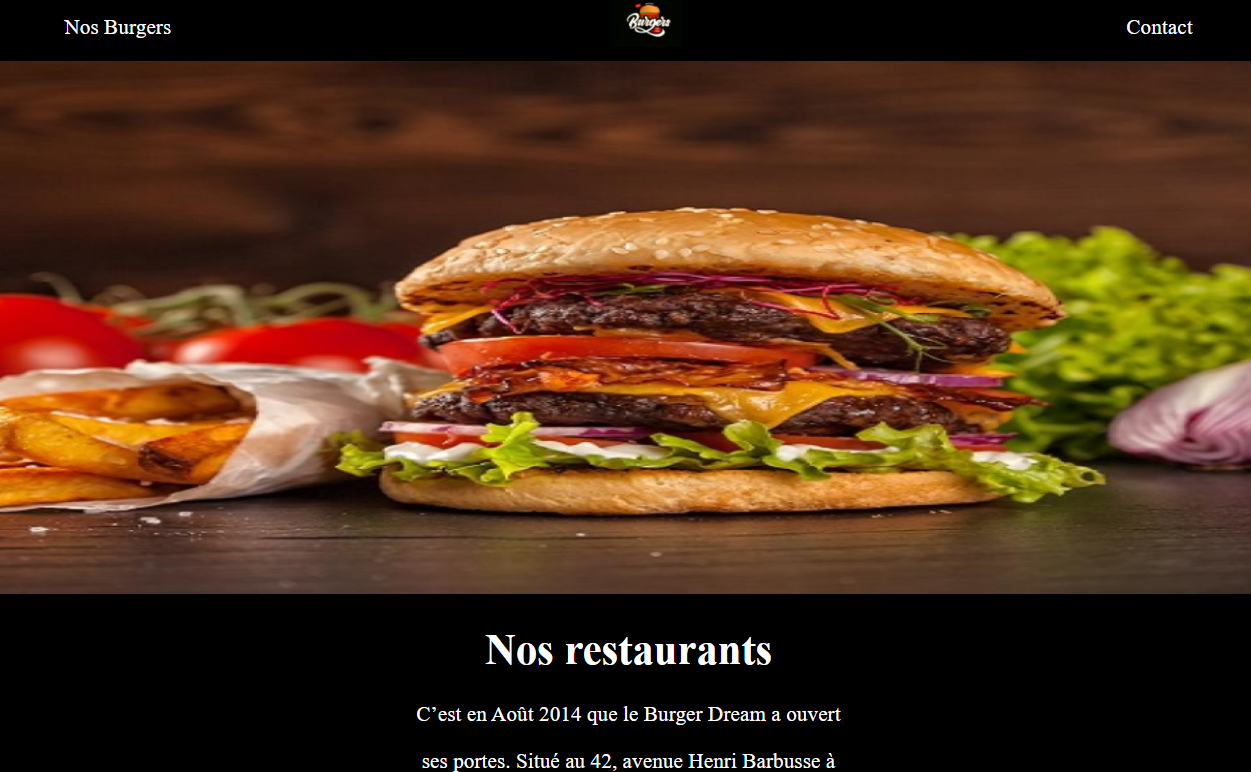 Nos Burgers
Burgers
Contact
Nos restaurants
C’est en Août 2014 que le Burger Dream a ouvert
ses portes. Situé au 42, avenue Henri Barbusse à